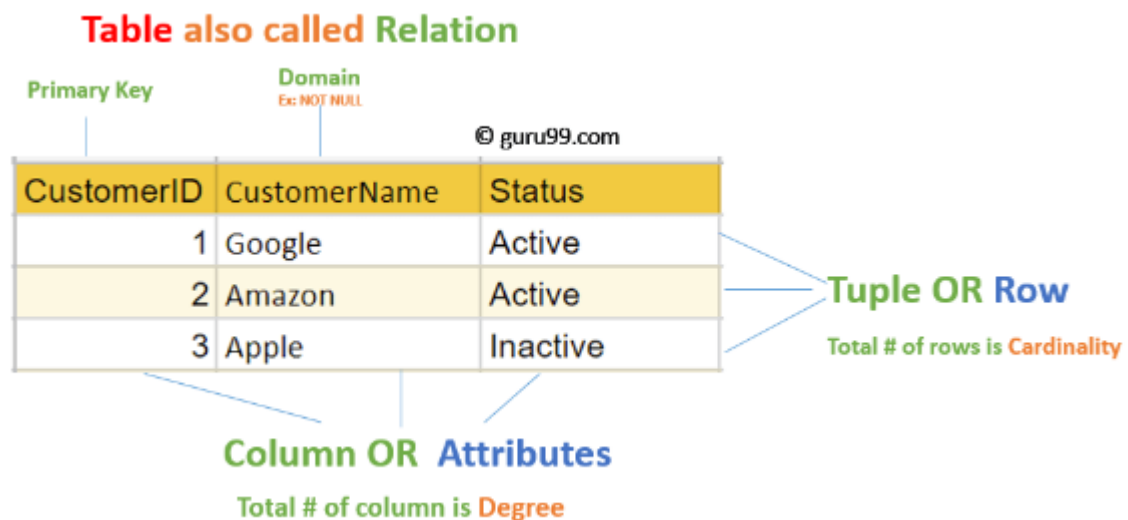 Table also called Relation
Primary Key
Domain
Ex: NOT NULL
© guru99.com
CustomerID CustomerName Status
1 Google Active
2 Amazon Active
3 Apple Inactive
Tuple OR Row
Total # of rows is Cardinality
Column OR Attributes
Total # of column is Degree